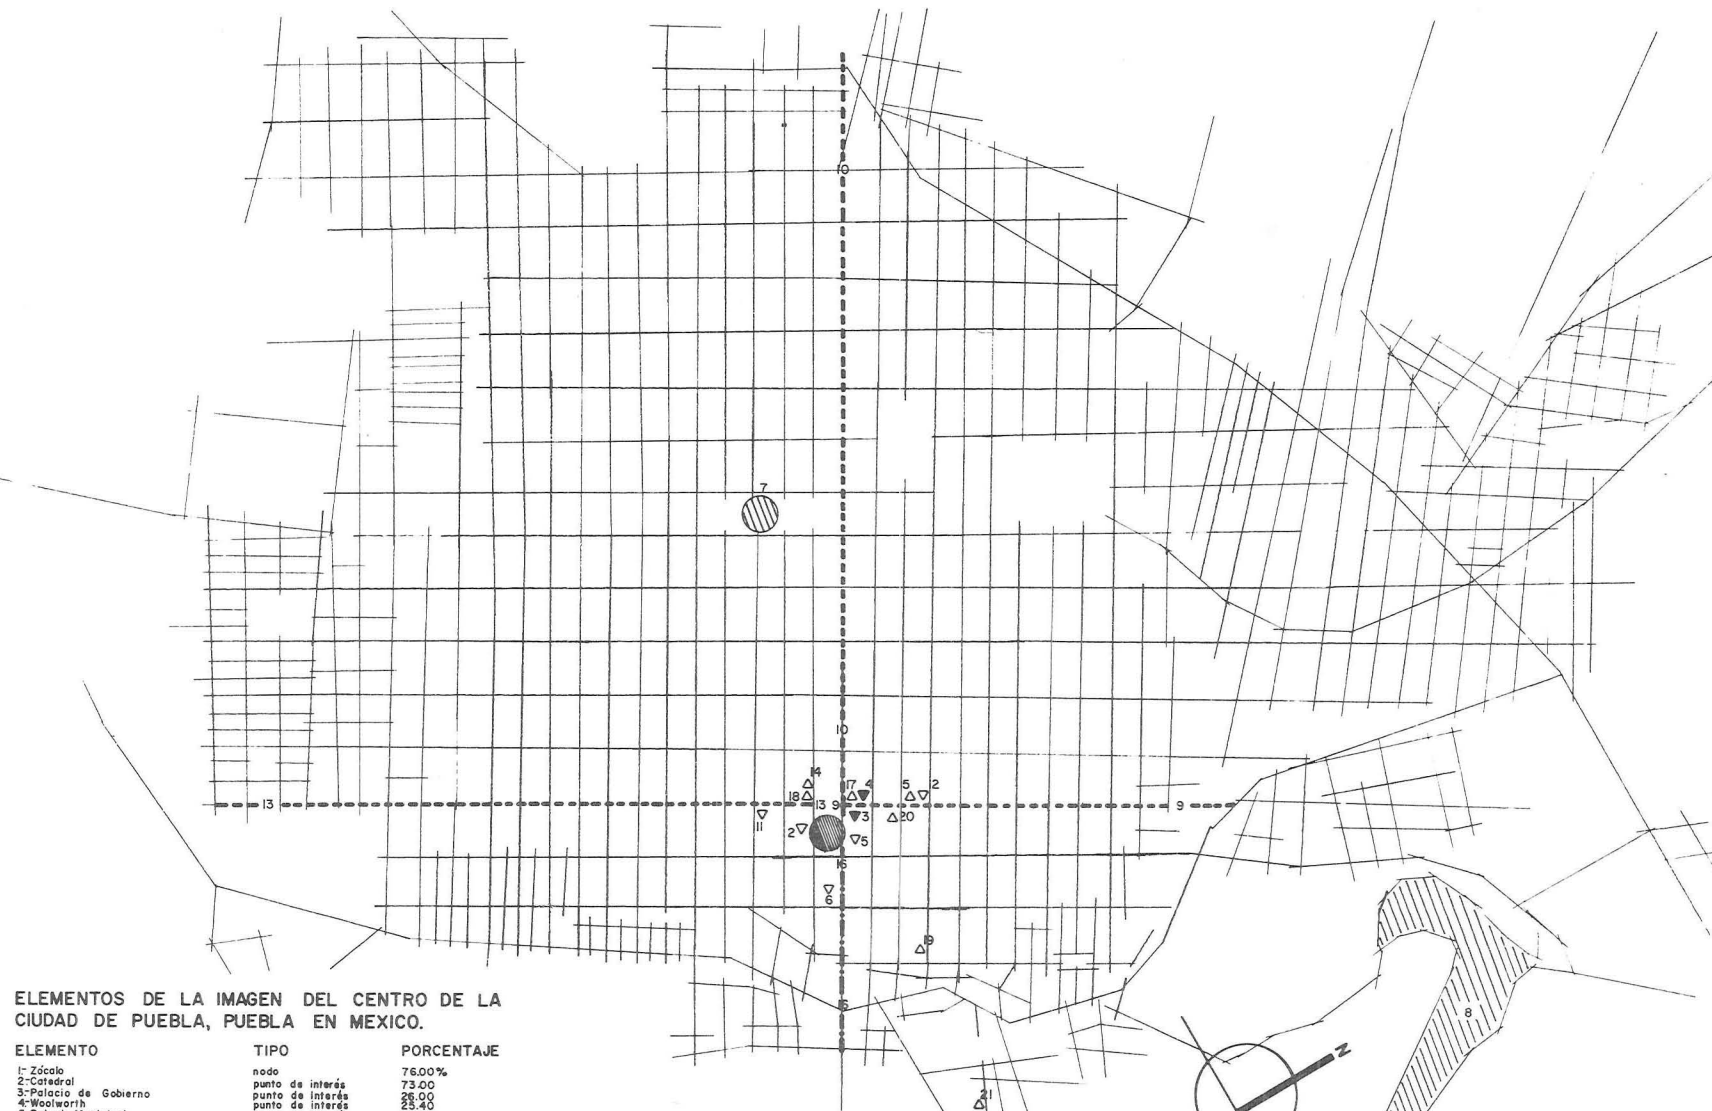 10
7
10
14
17
4
5
12
18
13
13
9
9
11
2
3
20
5
16
6
19
8
N
21
ELEMENTOS DE LA IMAGEN DEL CENTRO DE LA
CIUDAD DE PUEBLA, PUEBLA EN MEXICO.
ELEMENTO TIPO PORCENTAJE
1.- Zócalo nodo 76.00%
2.- Catedral punto de interés 73.00
3.- Palacio de Gobierno punto de interés 26.00
4.- Woolworth punto de interés 25.40